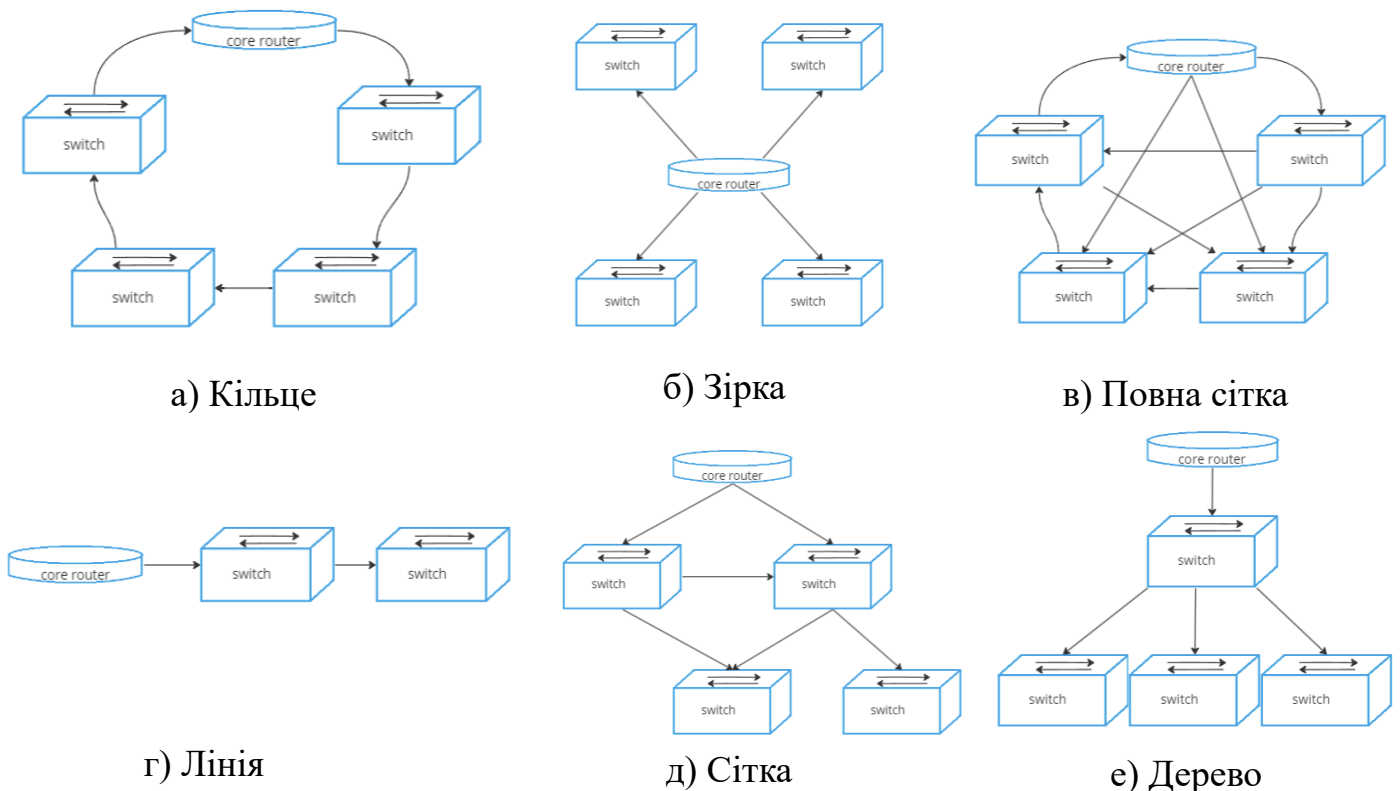 core router
switch
switch
switch
switch
а) Кільце
switch
switch
core router
switch
switch
б) Зірка
core router
switch
switch
switch
switch
в) Повна сітка
core router
switch
switch
г) Лінія
core router
switch
switch
switch
switch
д) Сітка
core router
switch
switch
switch
switch
е) Дерево